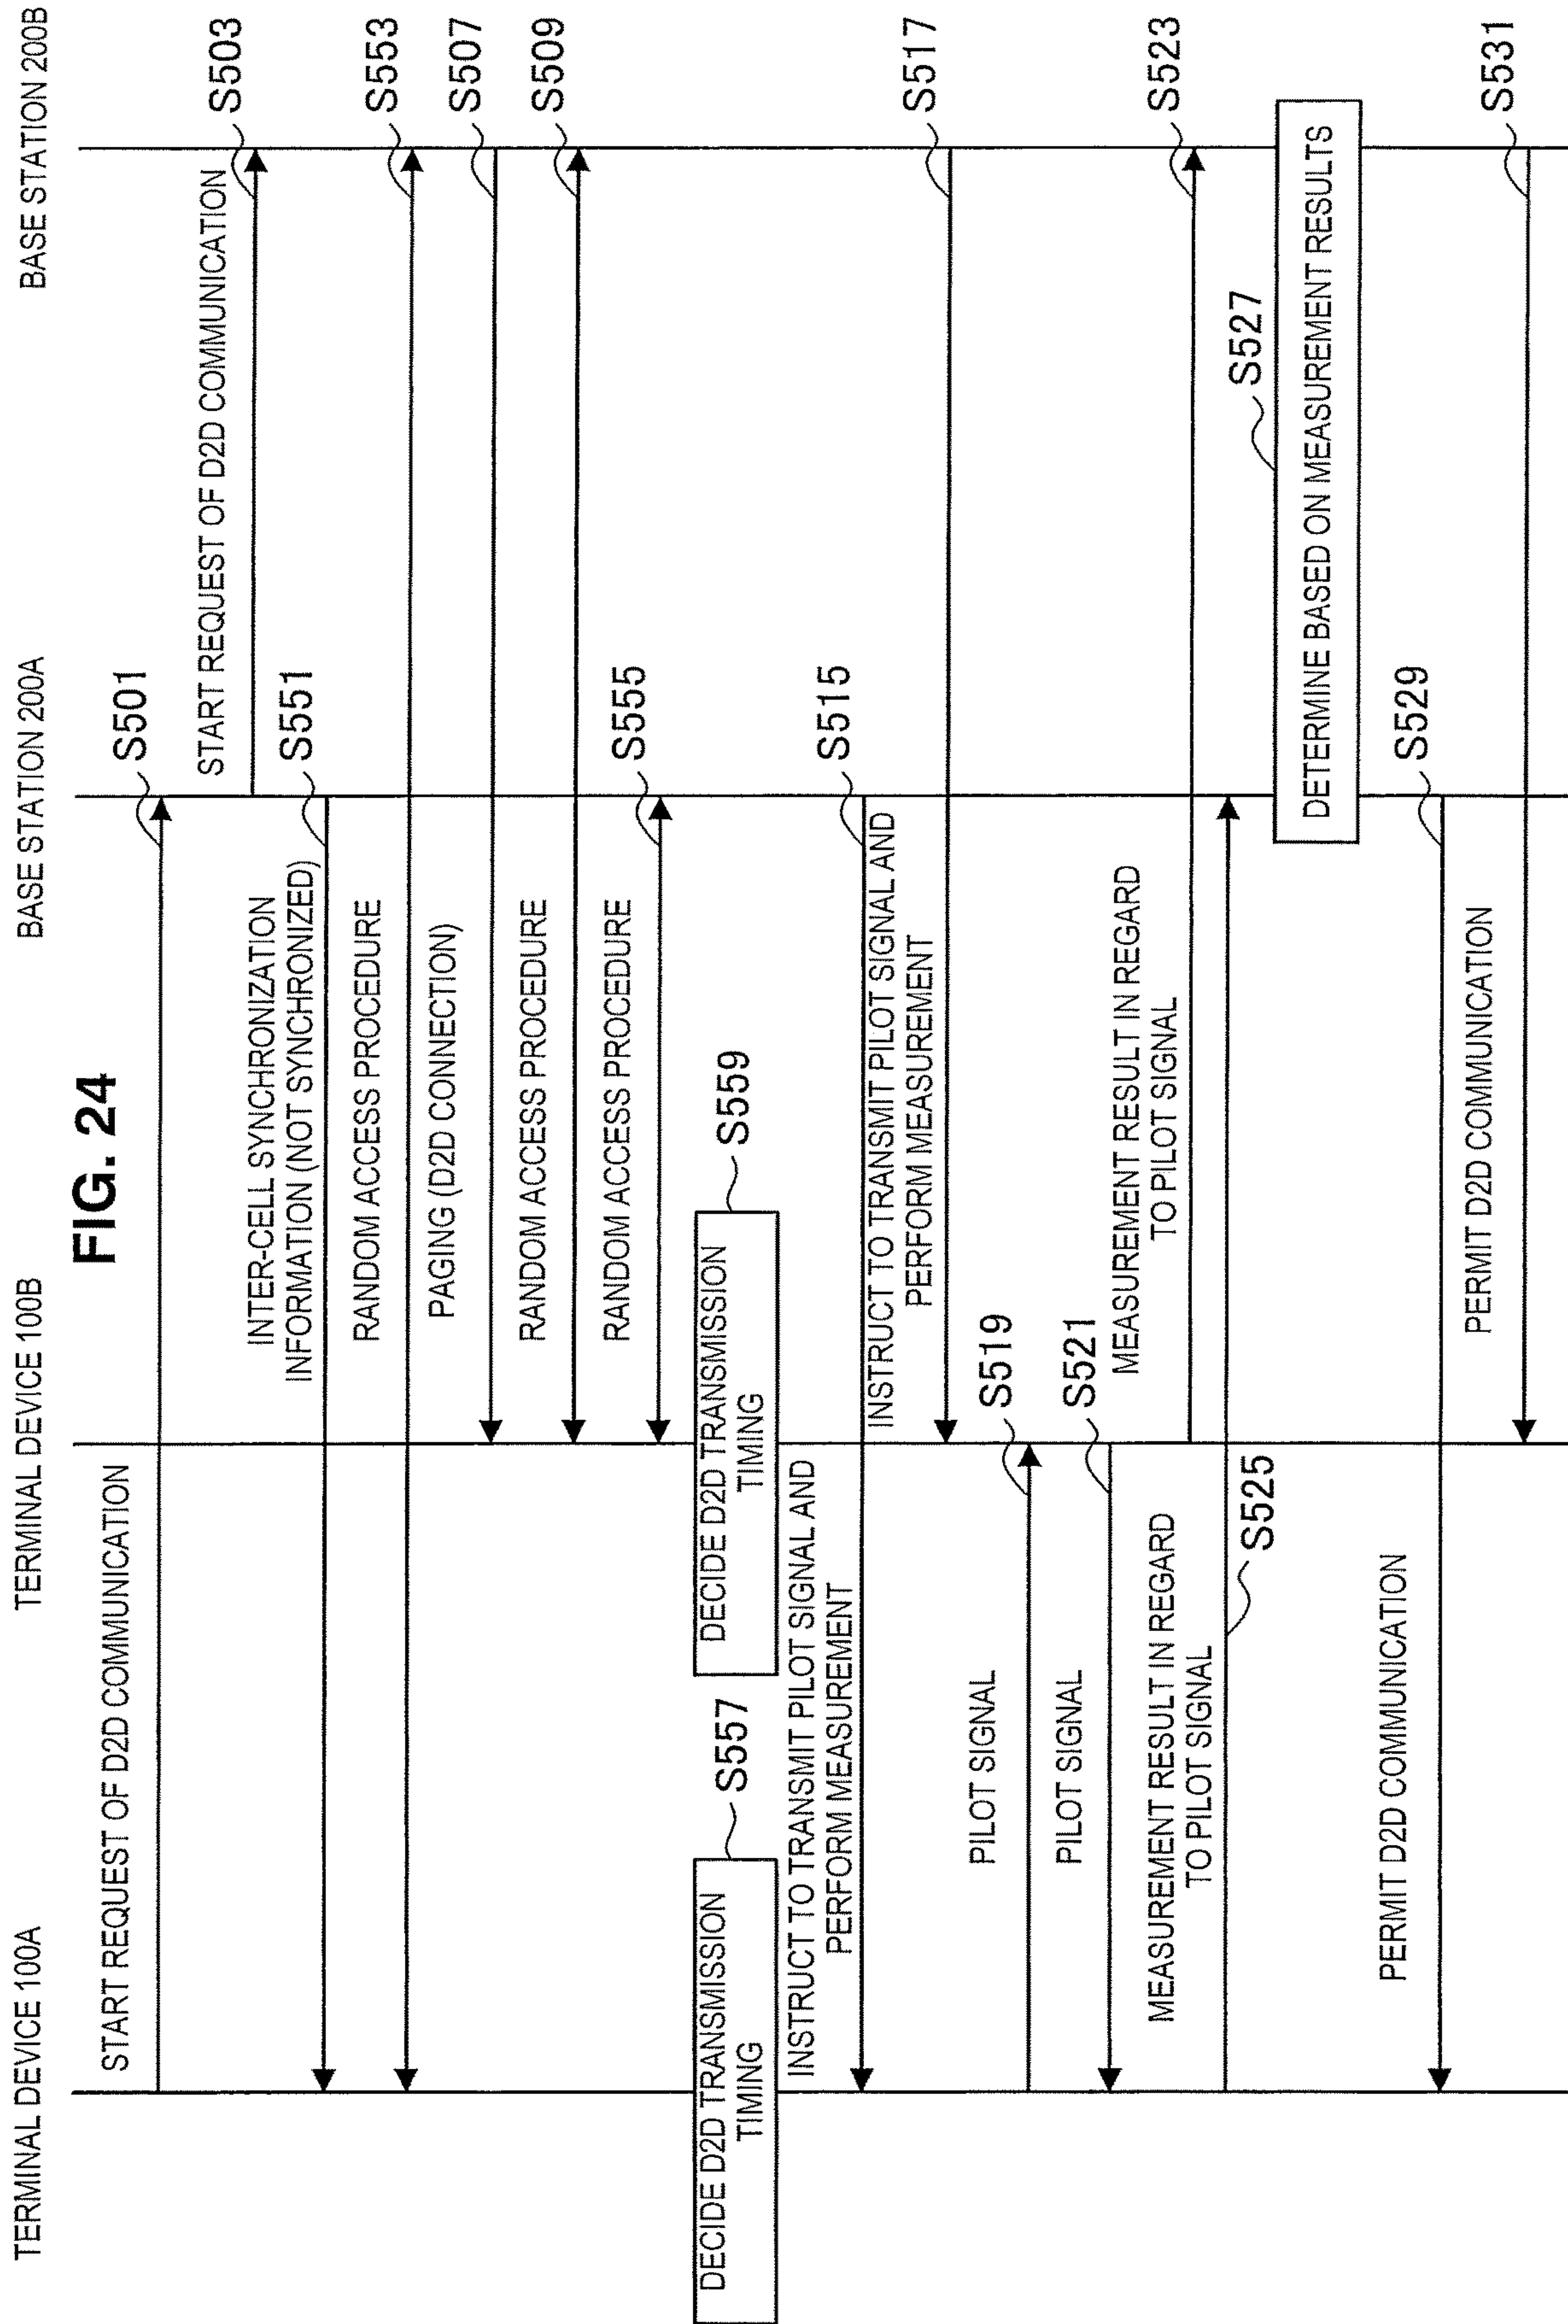 FIG. 24
TERMINAL DEVICE 100A
TERMINAL DEVICE 100B
BASE STATION 200A
BASE STATION 200B
START REQUEST OF D2D COMMUNICATION
S501
START REQUEST OF D2D COMMUNICATION
S503
INTER-CELL SYNCHRONIZATION
INFORMATION (NOT SYNCHRONIZED)
S551
RANDOM ACCESS PROCEDURE
S553
PAGING (D2D CONNECTION)
S507
RANDOM ACCESS PROCEDURE
S509
RANDOM ACCESS PROCEDURE
S555
DECIDE D2D TRANSMISSION
TIMING
S557
DECIDE D2D TRANSMISSION
TIMING
S559
INSTRUCT TO TRANSMIT PILOT SIGNAL AND
PERFORM MEASUREMENT
S515
INSTRUCT TO TRANSMIT PILOT SIGNAL AND
PERFORM MEASUREMENT
S517
PILOT SIGNAL
S519
PILOT SIGNAL
S521
MEASUREMENT RESULT IN REGARD
TO PILOT SIGNAL
S523
MEASUREMENT RESULT IN REGARD
TO PILOT SIGNAL
S525
S527
DETERMINE BASED ON MEASUREMENT RESULTS
PERMIT D2D COMMUNICATION
S529
PERMIT D2D COMMUNICATION
S531